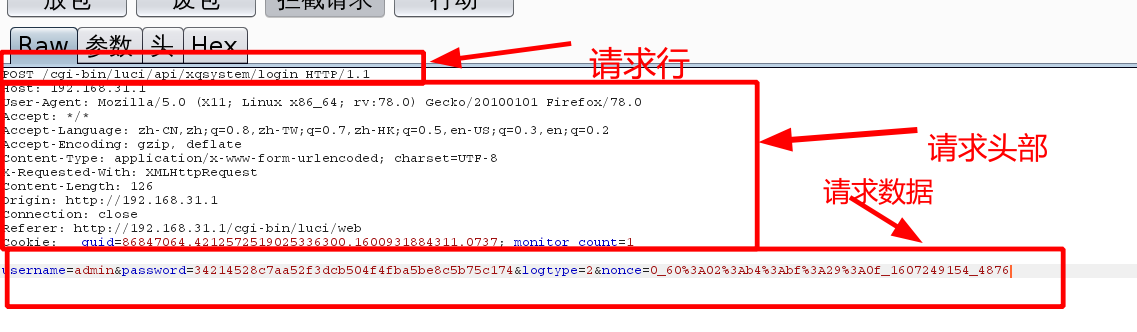 放包 废包 拦截请求 行动
Raw 参数 头 Hex
POST /cgi-bin/luci/api/xqsystem/login HTTP/1.1
请求行
Host: 192.168.31.1
User-Agent: Mozilla/5.0 (X11; Linux x86_64; rv:78.0) Gecko/20100101 Firefox/78.0
Accept: */*
Accept-Language: zh-CN,zh;q=0.8,zh-TW;q=0.7,zh-HK;q=0.5,en-US;q=0.3,en;q=0.2
Accept-Encoding: gzip, deflate
请求头部
Content-Type: application/x-www-form-urlencoded; charset=UTF-8
X-Requested-With: XMLHttpRequest
Content-Length: 126
请求数据
Origin: http://192.168.31.1
Connection: close
Referer: http://192.168.31.1/cgi-bin/luci/web
Cookie: __guid=86847064.4212572519025336300.1600931884311.0737; monitor_count=1
username=admin&password=34214528c7aa52f3dcb504f4fba5be8c5b75c174&logtype=2&nonce=0_60%3A02%3Ab4%3Abf%3A29%3A0f_1607249154_4876